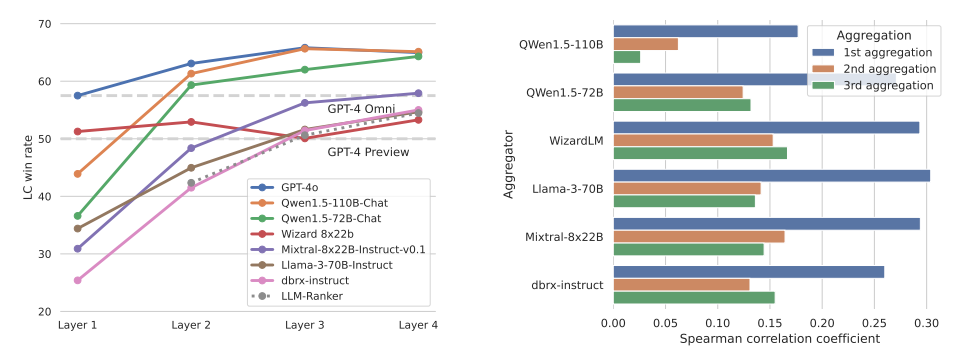 70
60
50
40
30
20
LC win rate
GPT-4 Omni
GPT-4 Preview
GPT-4o
Qwen1.5-110B-Chat
Qwen1.5-72B-Chat
Wizard 8x22b
Mixtral-8x22B-Instruct-v0.1
Llama-3-70B-Instruct
dbrx-instruct
LLM-Ranker
Layer 1 Layer 2 Layer 3 Layer 4
Aggregator
QWen1.5-110B
QWen1.5-72B
WizardLM
Llama-3-70B
Mixtral-8x22B
dbrx-instruct
Aggregation
1st aggregation
2nd aggregation
3rd aggregation
0.00 0.05 0.10 0.15 0.20 0.25 0.30
Spearman correlation coefficient